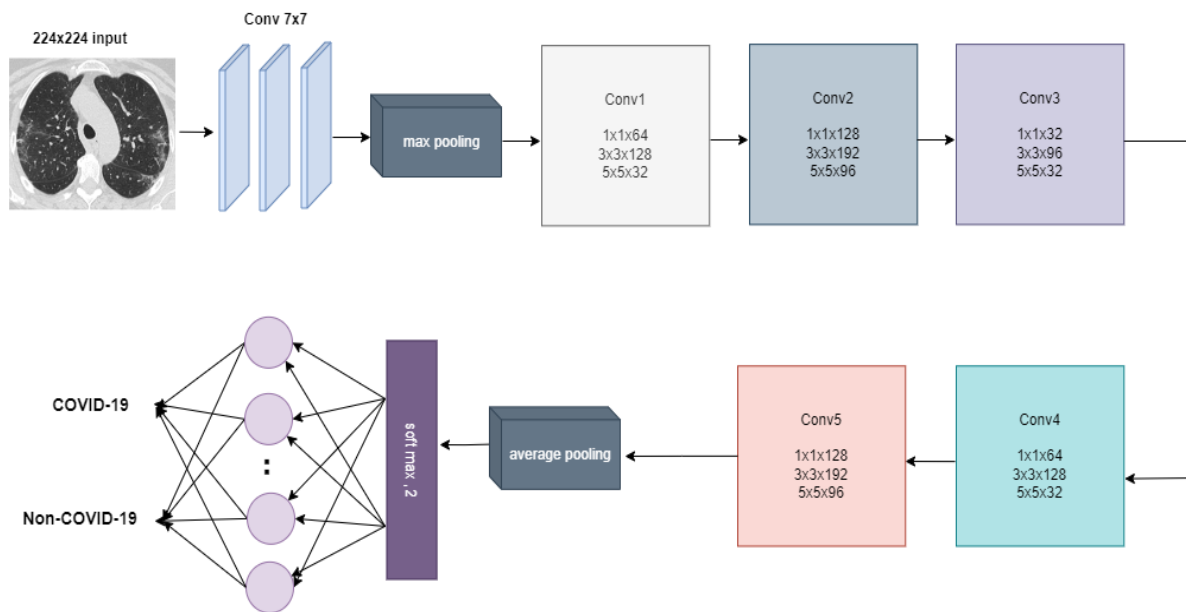 Conv 7x7
224x224 input
max pooling
Conv1
1x1x64
3x3x128
5x5x32
Conv2
1x1x128
3x3x192
5x5x96
Conv3
1x1x32
3x3x96
5x5x32
Conv4
1x1x64
3x3x128
5x5x32
Conv5
1x1x128
3x3x192
5x5x96
average pooling
soft max , 2
:
COVID-19
Non-COVID-19